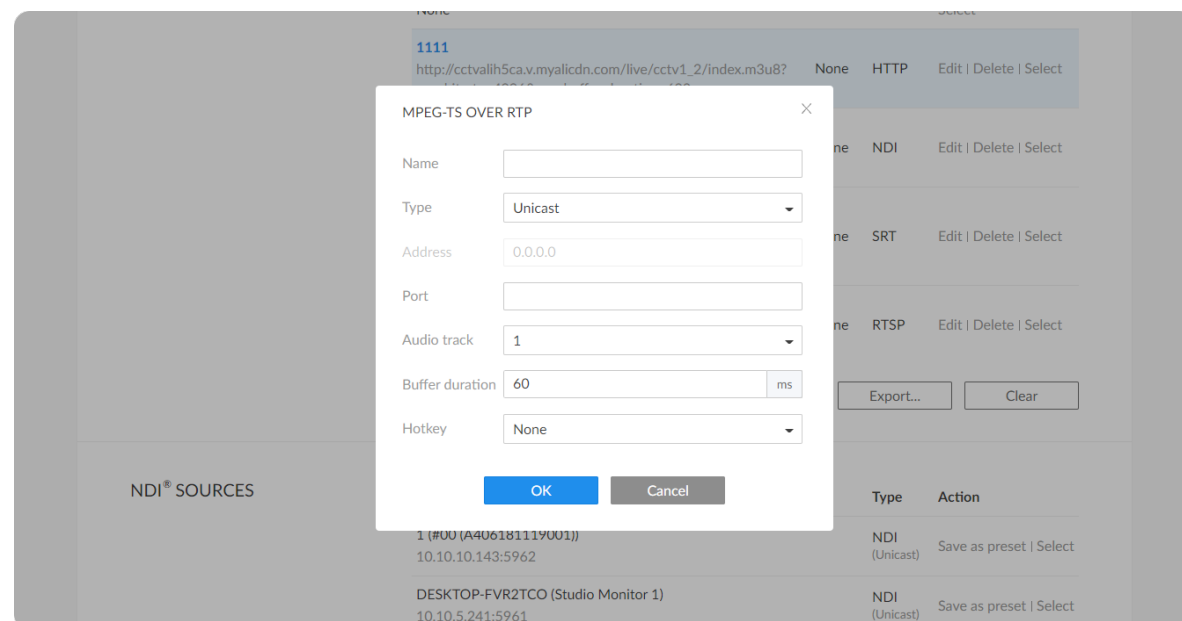 None Select
1111
http://cctvalih5ca.v.myalicdn.com/live/cctv1_2/index.m3u8? None HTTP Edit | Delete | Select
MPEG-TS OVER RTP
Name
ne NDI Edit | Delete | Select
Type Unicast
ne SRT Edit | Delete | Select
Address 0.0.0.0
Port
ne RTSP Edit | Delete | Select
Audio track 1
Buffer duration 60 ms
Export... Clear
Hotkey None
OK Cancel
NDI® SOURCES
Type Action
1 (#00 (A406181119001)) NDI
10.10.10.143:5962 (Unicast) Save as preset | Select
DESKTOP-FVR2TCO (Studio Monitor 1) NDI
10.10.5.241:5961 (Unicast) Save as preset | Select